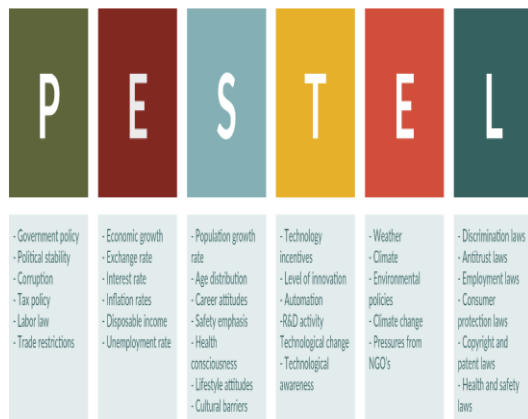 P E S T E L
- Government policy
- Political stability
- Corruption
- Tax policy
- Labor law
- Trade restrictions
- Economic growth
- Exchange rate
- Interest rate
- Inflation rates
- Disposable income
- Unemployment rate
- Population growth
rate
- Age distribution
- Career attitudes
- Safety emphasis
- Health
consciousness
- Lifestyle attitudes
- Cultural barriers
- Technology
incentives
- Level of innovation
- Automation
-R&D activity
Technological change
- Technological
awareness
- Weather
- Climate
- Environmental
policies
- Climate change
- Pressures from
NGO's
- Discrimination laws
- Antitrust laws
- Employment laws
- Consumer
protection laws
- Copyright and
patent laws
- Health and safety
laws